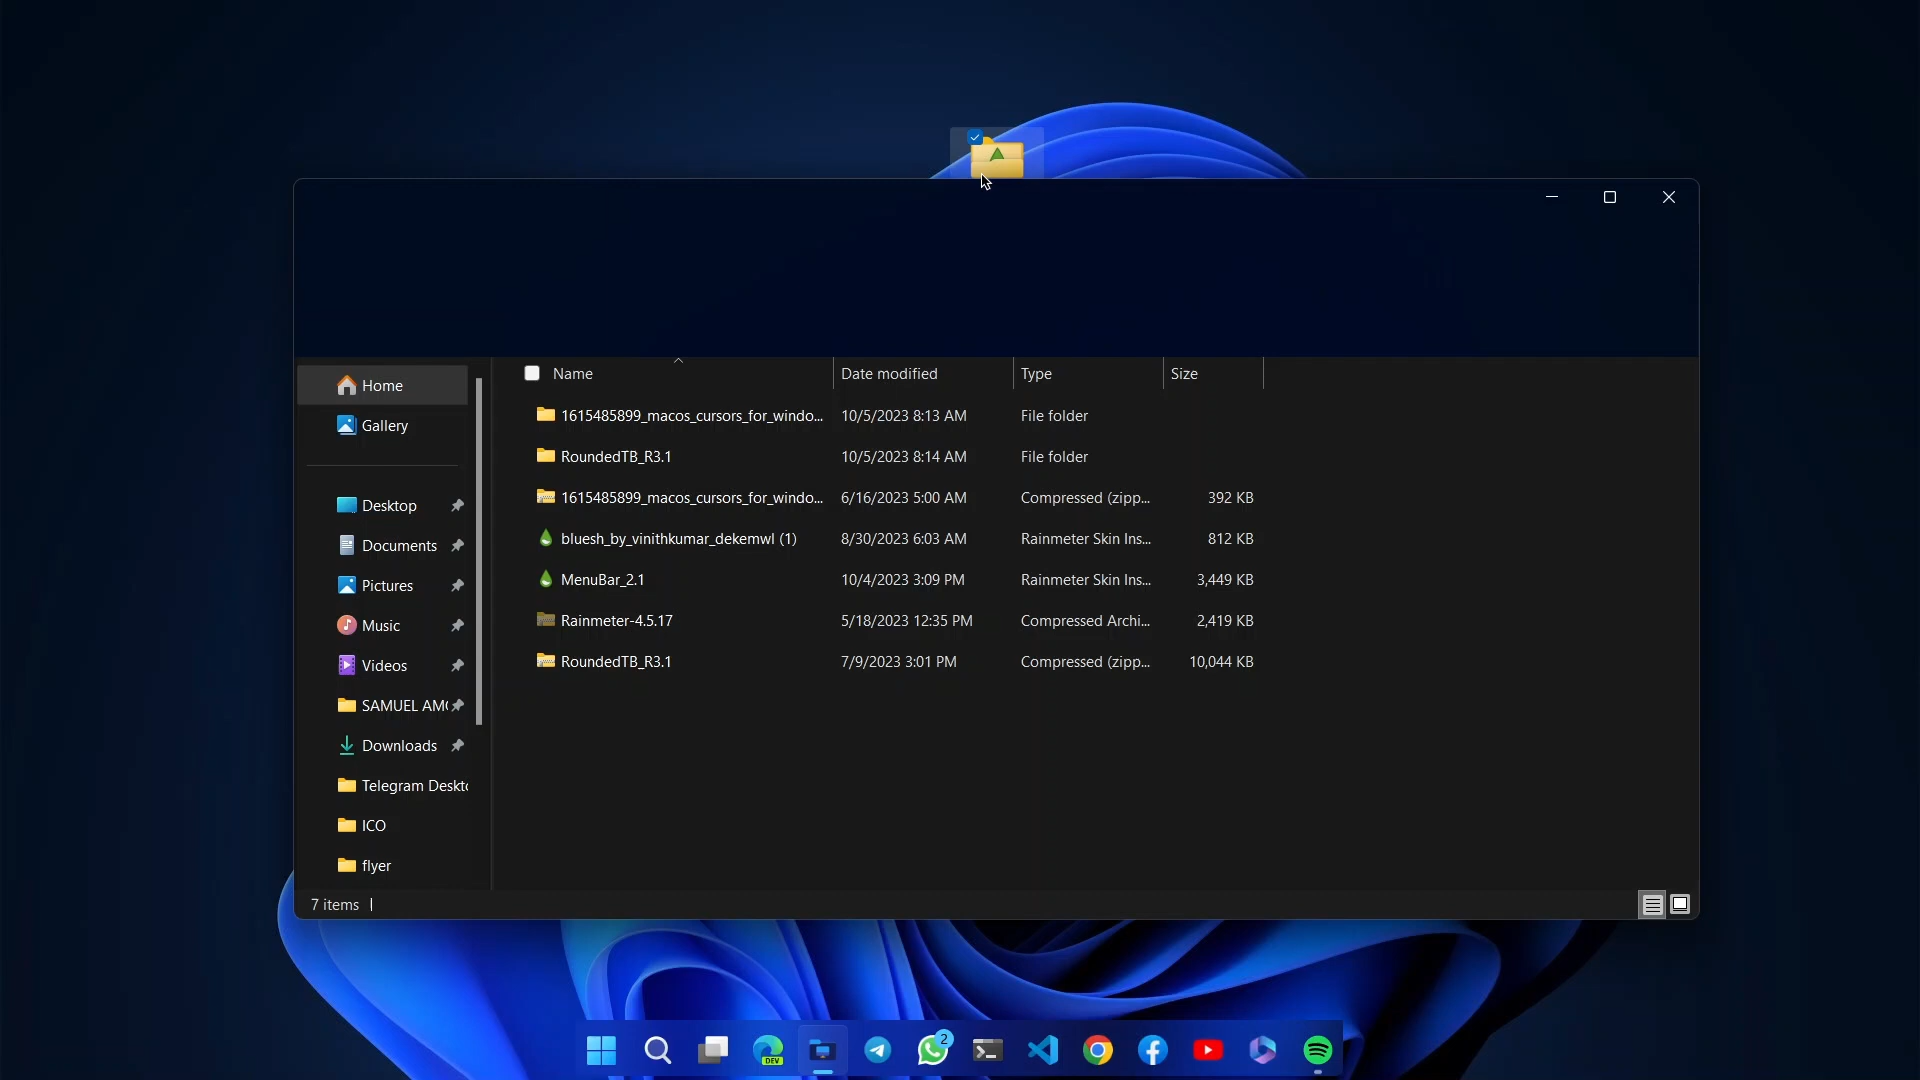 Name
Date modified
Type
Size
Home
Gallery
Desktop
Documents
Pictures
Music
Videos
SAMUEL AM
Downloads
Telegram Deskto
ICO
flyer
1615485899_macos_cursors_for_windo... 10/5/2023 8:13 AM File folder
RoundedTB_R3.1 10/5/2023 8:14 AM File folder
1615485899_macos_cursors_for_windo... 6/16/2023 5:00 AM Compressed (zipp... 392 KB
bluesh_by_vinithkumar_dekemwl (1) 8/30/2023 6:03 AM Rainmeter Skin Ins... 812 KB
MenuBar_2.1 10/4/2023 3:09 PM Rainmeter Skin Ins... 3,449 KB
Rainmeter-4.5.17 5/18/2023 12:35 PM Compressed Archi... 2,419 KB
RoundedTB_R3.1 7/9/2023 3:01 PM Compressed (zipp... 10,044 KB
7 items
DEV
2